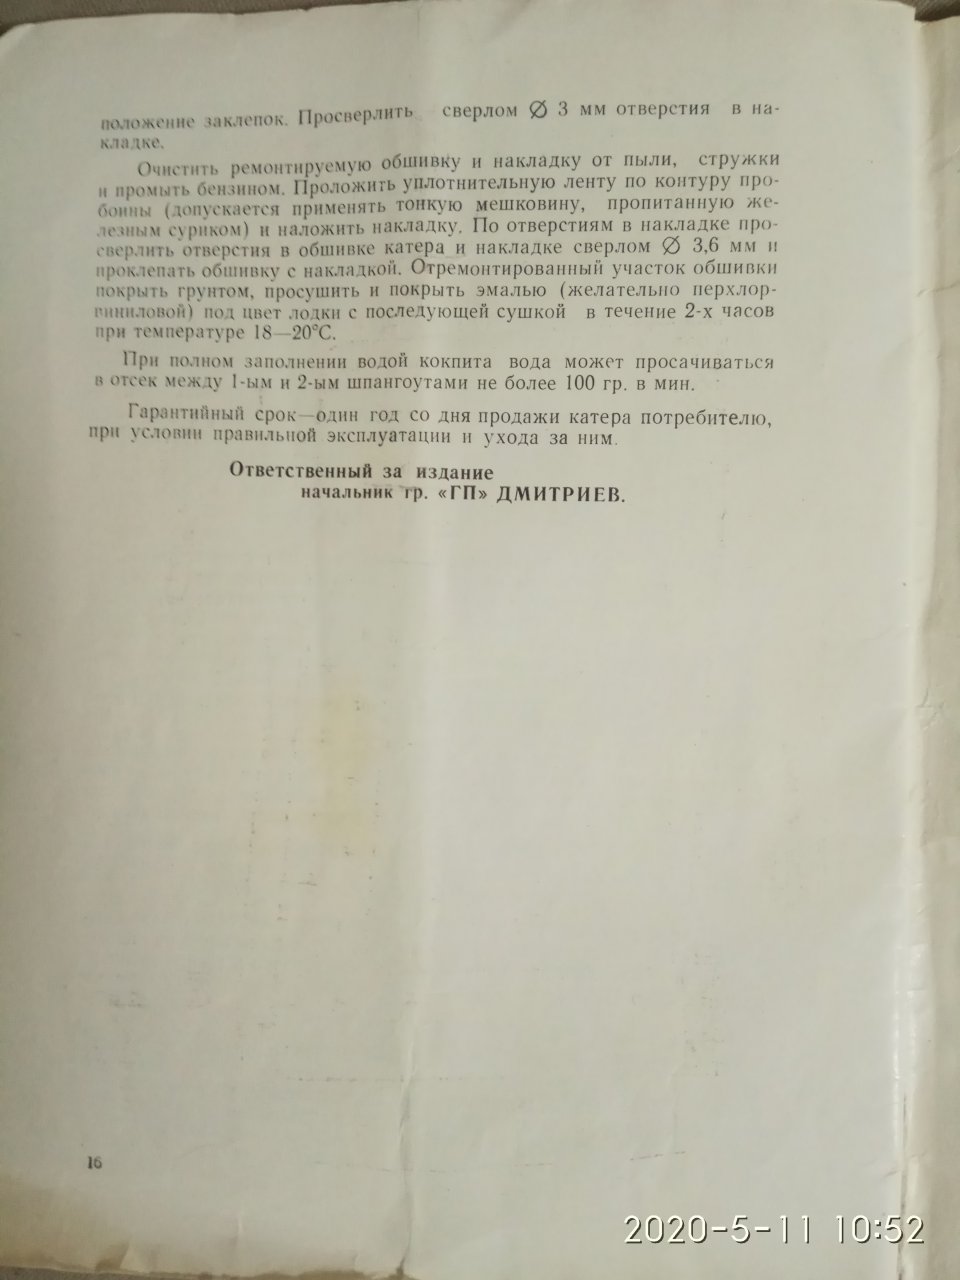 положение заклепок. Просверлить сверлом ∅ 3 мм отверстия в на-
кладке.
Очистить ремонтируемую обшивку и накладку от пыли, стружки
и промыть бензином. Проложить уплотнительную ленту по контуру про-
боины (допускается применять тонкую мешковину, пропитанную же-
лезным суриком) и наложить накладку. По отверстиям в накладке про-
сверлить отверстия в обшивке катера и накладке сверлом ∅ 3,6 мм и
проклепать обшивку с накладкой. Отремонтированный участок обшивки
покрыть грунтом, просушить и покрыть эмалью (желательно перхлор-
виниловой) под цвет лодки с последующей сушкой в течение 2-х часов
при температуре 18—20°С.
При полном заполнении водой кокпита вода может просачиваться
в отсек между 1-ым и 2-ым шпангоутами не более 100 гр. в мин.
Гарантийный срок—один год со дня продажи катера потребителю,
при условии правильной эксплуатации и ухода за ним.
Ответственный за издание
начальник гр. «ГП» ДМИТРИЕВ.
16
2020-5-11 10:52